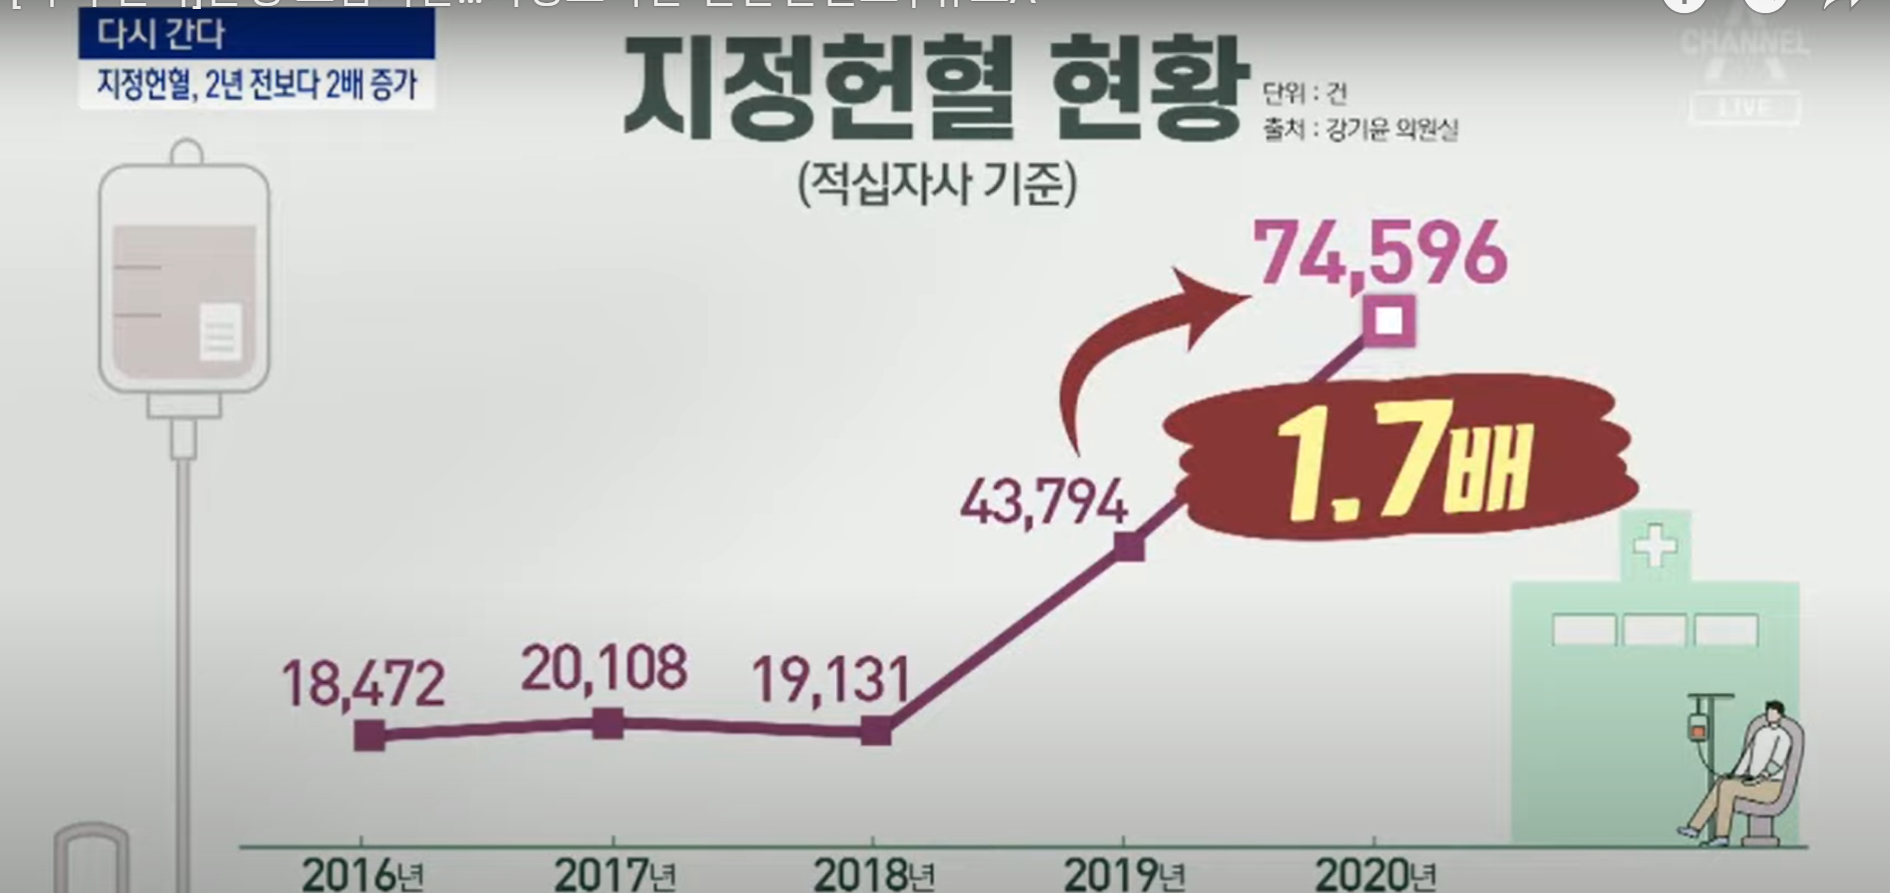 다시 간다
지정헌혈, 2년 전보다 2배 증가
지정헌혈 현황
단위 : 건
출처 : 강기윤 의원실
(적십자사 기준)
CHANNEL
LIVE
74,596
1.7배
43,794
18,472
20,108
19,131
2016년
2017년
2018년
2019년
2020년